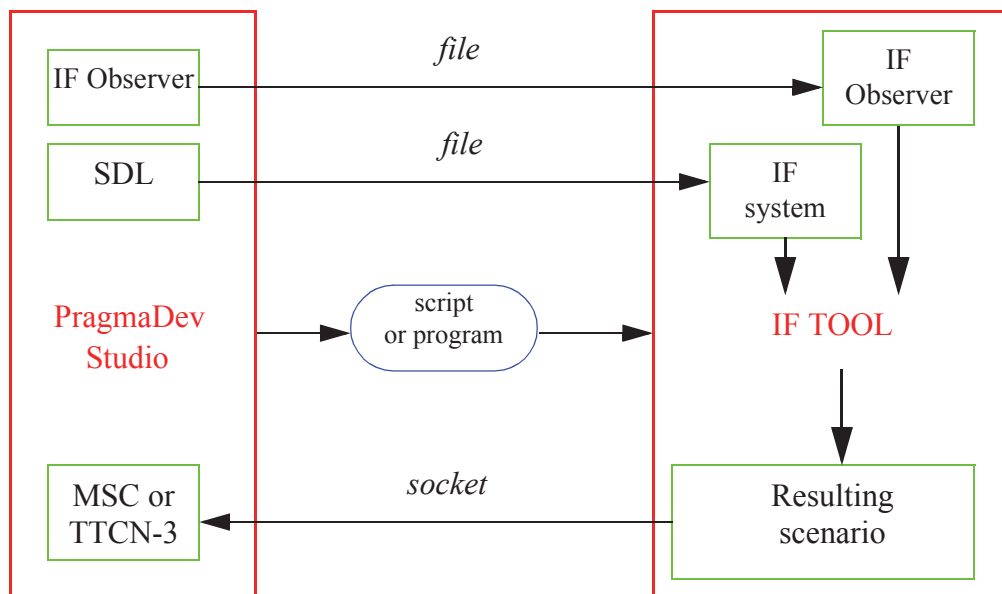 IF Observer
file
IF
Observer
SDL
file
IF
system
PragmaDev
Studio
script
or program
IF TOOL
MSC or
TTCN-3
socket
Resulting
scenario